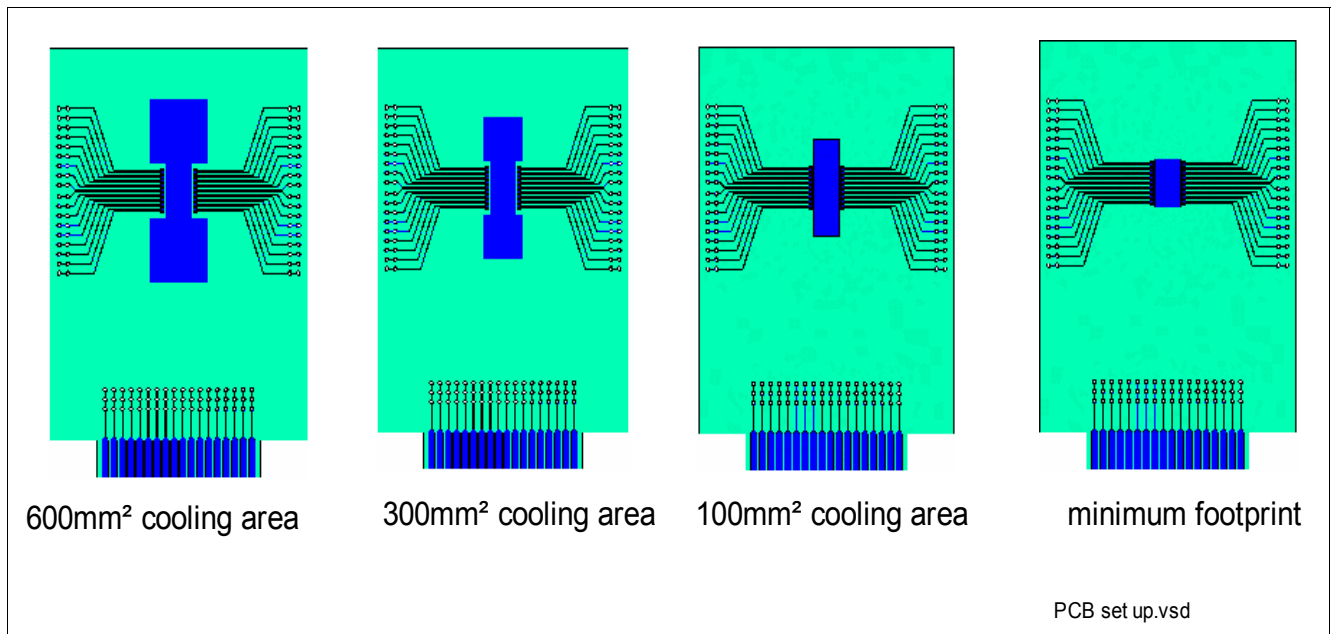 600mm² cooling area
300mm² cooling area
100mm² cooling area
minimum footprint
PCB set up.vsd